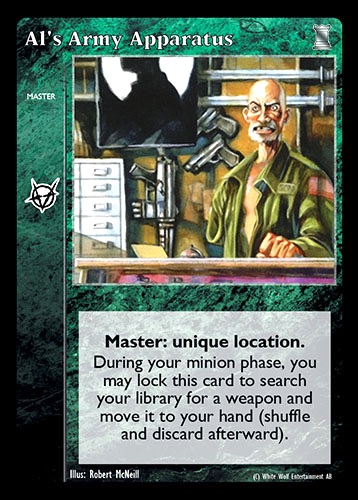 Al's Army Apparatus
MASTER
Master: unique location.
During your minion phase, you
may lock this card to search
your library for a weapon and
move it to your hand (shuffle
and discard afterward).
Illus: Robert McNeill
(C) White Wolf Entertainment AB